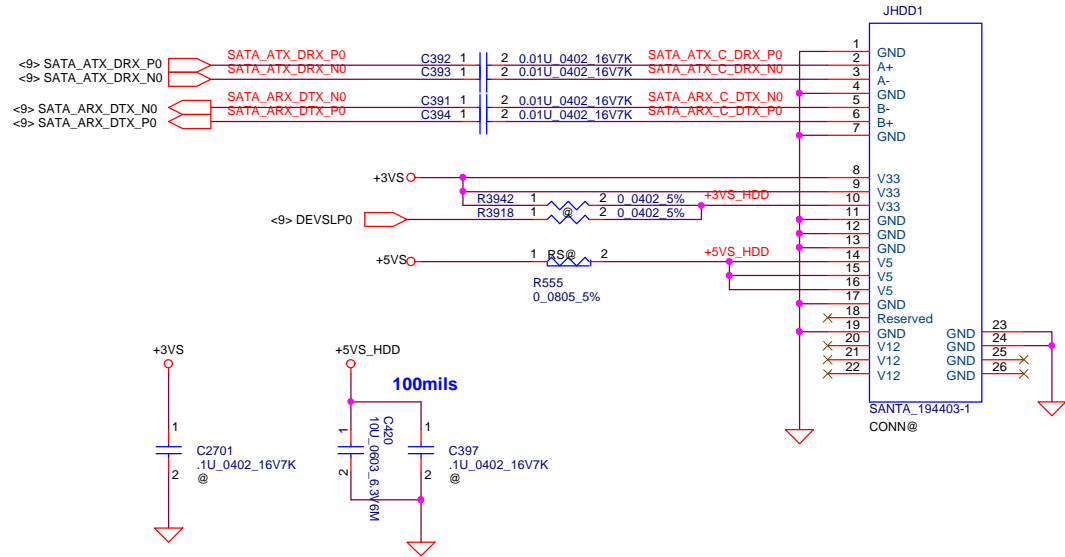 JHDD1
<9> SATA_ATX_DRX_P0 SATA_ATX_DRX_P0 C392 1 2 0.01U_0402_16V7K SATA_ATX_C_DRX_P0
<9> SATA_ATX_DRX_N0 SATA_ATX_DRX_N0 C393 1 2 0.01U_0402_16V7K SATA_ATX_C_DRX_N0
<9> SATA_ARX_DTX_N0 SATA_ARX_DTX_N0 C391 1 2 0.01U_0402_16V7K SATA_ARX_C_DTX_N0
<9> SATA_ARX_DTX_P0 SATA_ARX_DTX_P0 C394 1 2 0.01U_0402_16V7K SATA_ARX_C_DTX_P0
1 GND
2 A+
3 A-
4 GND
5 B-
6 B+
7 GND
+3VS
8 V33
9 V33
R3942 1 2 0_0402_5% +3VS_HDD 10 V33
<9> DEVSLP0 R3918 1 @ 2 0_0402_5%
11 GND
12 GND
13 GND
+5VS 1 RS@ 2 +5VS_HDD 14 V5
R555
0_0805_5%
15 V5
16 V5
17 GND
18 Reserved
19 GND GND 23
20 V12 GND 24
21 V12 GND 25
22 V12 GND 26
SANTA_194403-1
CONN@
+3VS
1
2
C2701
.1U_0402_16V7K
@
+5VS_HDD
100mils
1
2
C420
10U_0603_6.3V6M
1
2
C397
.1U_0402_16V7K
@